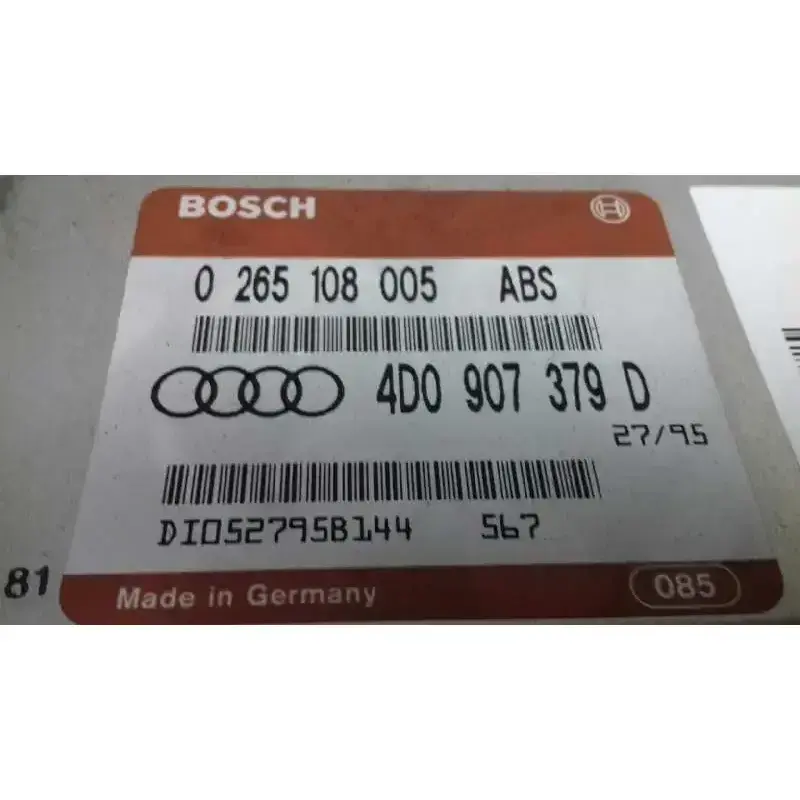 BOSCH
0 265 108 005 ABS
4D0 907 379 D
27/95
DI052795B144 567
81
Made in Germany 085